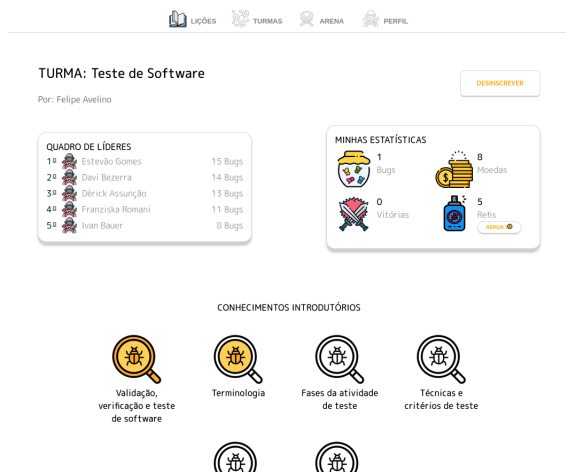 LIÇÕES TURMAS ARENA PERFIL
TURMA: Teste de Software
DESINSCREVER
Por: Felipe Avelino
QUADRO DE LÍDERES
1º Estevão Gomes 15 Bugs
2º Davi Bezerra 14 Bugs
3º Dérick Assunção 13 Bugs
4º Franziska Romani 11 Bugs
5º Ivan Bauer 8 Bugs
MINHAS ESTATÍSTICAS
1 Bugs
8 Moedas
0 Vitórias
5 Refis
REPOR
CONHECIMENTOS INTRODUTÓRIOS
Validação,
verificação e teste
de software
Terminologia
Fases da atividade
de teste
Técnicas e
critérios de teste